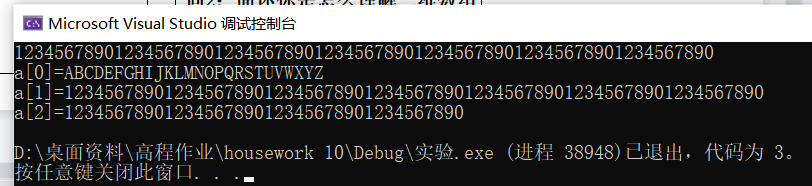 Microsoft Visual Studio 调试控制台
1234567890123456789012345678901234567890123456789012345678901234567890
a[0]=ABCDEFGHIJKLMNOPQRSTUVWXYZ
a[1]=1234567890123456789012345678901234567890123456789012345678901234567890
a[2]=1234567890123456789012345678901234567890
D:\桌面资料\高程作业\housework 10\Debug\实验.exe (进程 38948)已退出，代码为 3。
按任意键关闭此窗口. . .